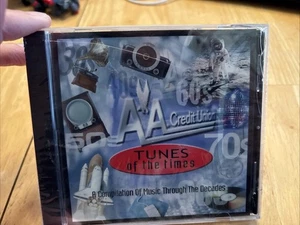 60s
50s
AA
Credit Union
70s
TUNES
of the times
A Compilation Of Music Through The Decades